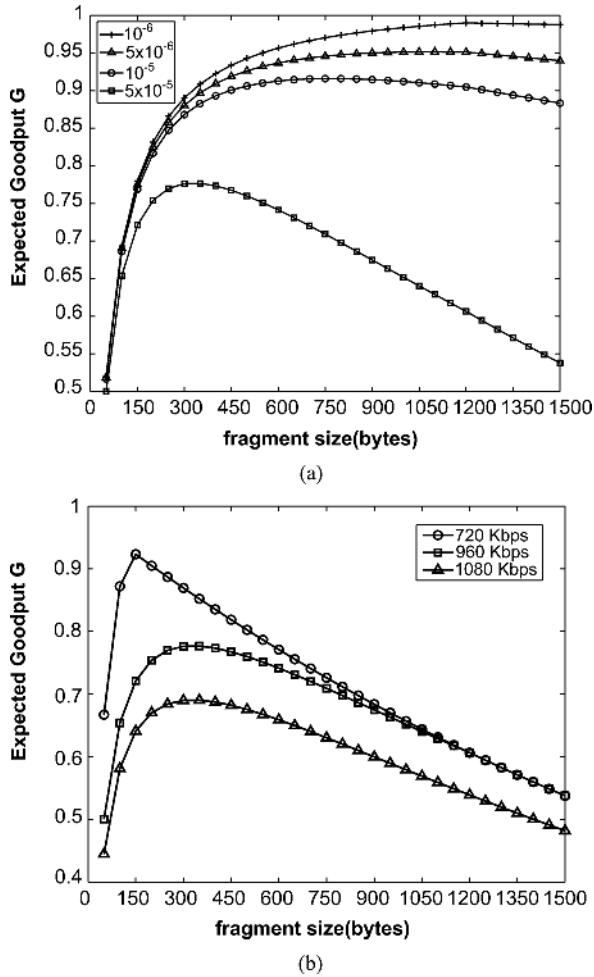 1
0.95
0.9
0.85
0.8
0.75
0.7
0.65
0.6
0.55
0.5
10-6
5x10-6
10-5
5x10-5
Expected Goodput G
0 150 300 450 600 750 900 1050 1200 1350 1500
fragment size(bytes)
(a)
1
0.9
0.8
0.7
0.6
0.5
0.4
720 Kbps
960 Kbps
1080 Kbps
Expected Goodput G
0 150 300 450 600 750 900 1050 1200 1350 1500
fragment size(bytes)
(b)